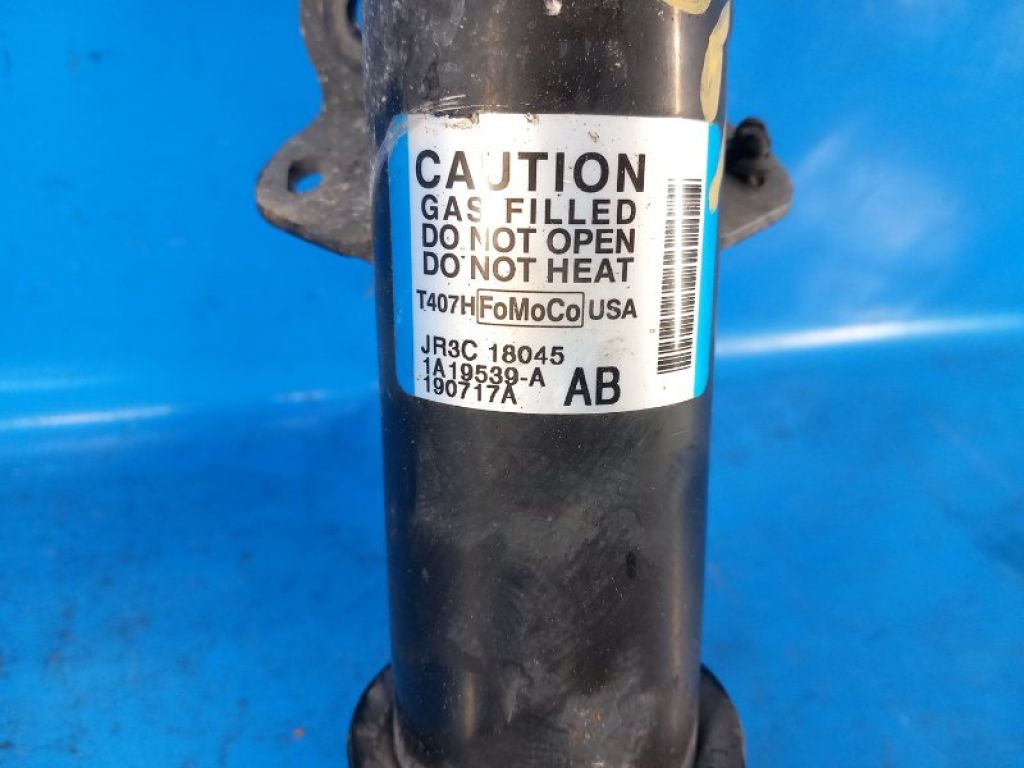 CAUTION
GAS FILLED
DO NOT OPEN
DO NOT HEAT
T407H FoMoCo USA
JR3C 18045
1A19539-A
190717A AB